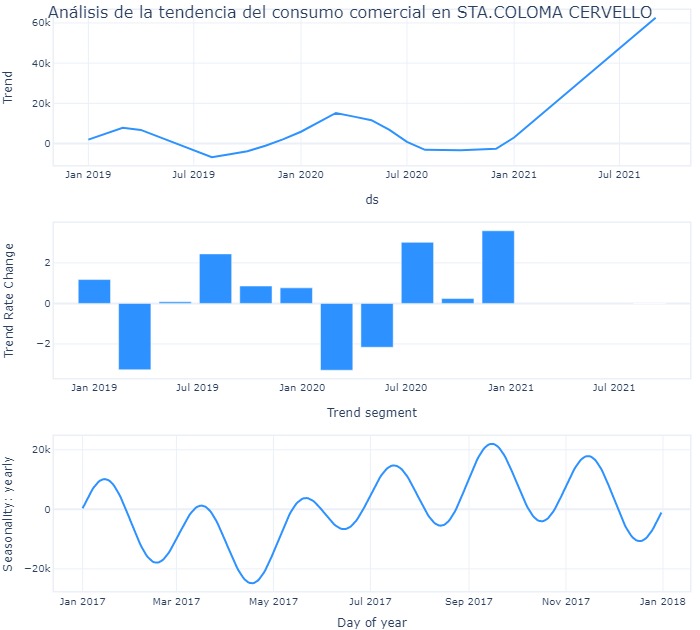 Análisis de la tendencia del consumo comercial en STA.COLOMA CERVELLO
60k
40k
20k
0
Trend
Jan 2019 Jul 2019 Jan 2020 Jul 2020 Jan 2021 Jul 2021
ds
2
0
−2
Trend Rate Change
Jan 2019 Jul 2019 Jan 2020 Jul 2020 Jan 2021 Jul 2021
Trend segment
20k
0
−20k
Seasonality: yearly
Jan 2017 Mar 2017 May 2017 Jul 2017 Sep 2017 Nov 2017 Jan 2018
Day of year